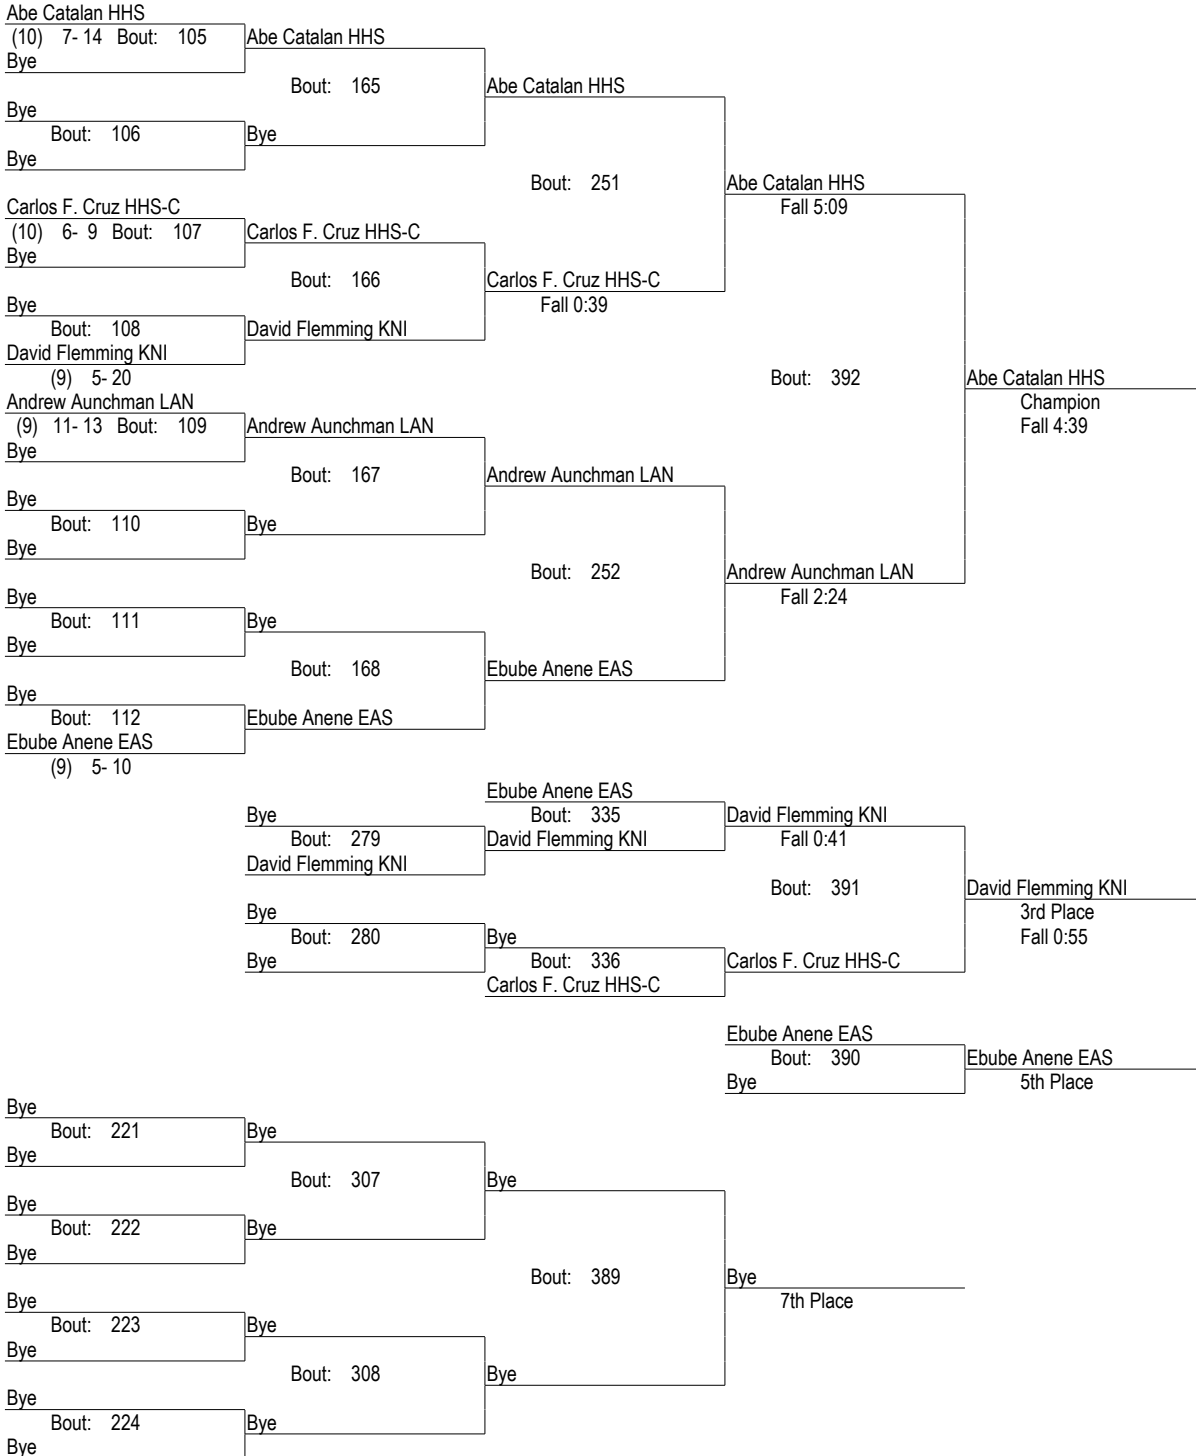 Abe Catalan HHS
(10) 7- 14 Bout: 105 Abe Catalan HHS
Bye
Bout: 165 Abe Catalan HHS
Bye
Bout: 106 Bye
Bye
Bout: 251 Abe Catalan HHS
Carlos F. Cruz HHS-C Fall 5:09
(10) 6- 9 Bout: 107 Carlos F. Cruz HHS-C
Bye
Bout: 166 Carlos F. Cruz HHS-C
Bye Fall 0:39
Bout: 108 David Flemming KNI
David Flemming KNI
(9) 5- 20 Bout: 392 Abe Catalan HHS
Andrew Aunchman LAN Champion
(9) 11- 13 Bout: 109 Andrew Aunchman LAN Fall 4:39
Bye
Bout: 167 Andrew Aunchman LAN
Bye
Bout: 110 Bye
Bye
Bout: 252 Andrew Aunchman LAN
Bye Fall 2:24
Bout: 111 Bye
Bye
Bout: 168 Ebube Anene EAS
Bye
Bout: 112 Ebube Anene EAS
Ebube Anene EAS
(9) 5- 10
Ebube Anene EAS
Bye Bout: 335 David Flemming KNI
Bout: 279 David Flemming KNI Fall 0:41
David Flemming KNI
Bout: 391 David Flemming KNI
Bye 3rd Place
Bout: 280 Bye Fall 0:55
Bye Bout: 336 Carlos F. Cruz HHS-C
Carlos F. Cruz HHS-C
Ebube Anene EAS
Bout: 390 Ebube Anene EAS
Bye 5th Place
Bye
Bout: 221 Bye
Bye
Bout: 307 Bye
Bye
Bout: 222 Bye
Bye
Bout: 389 Bye
Bye 7th Place
Bout: 223 Bye
Bye
Bout: 308 Bye
Bye
Bout: 224 Bye
Bye